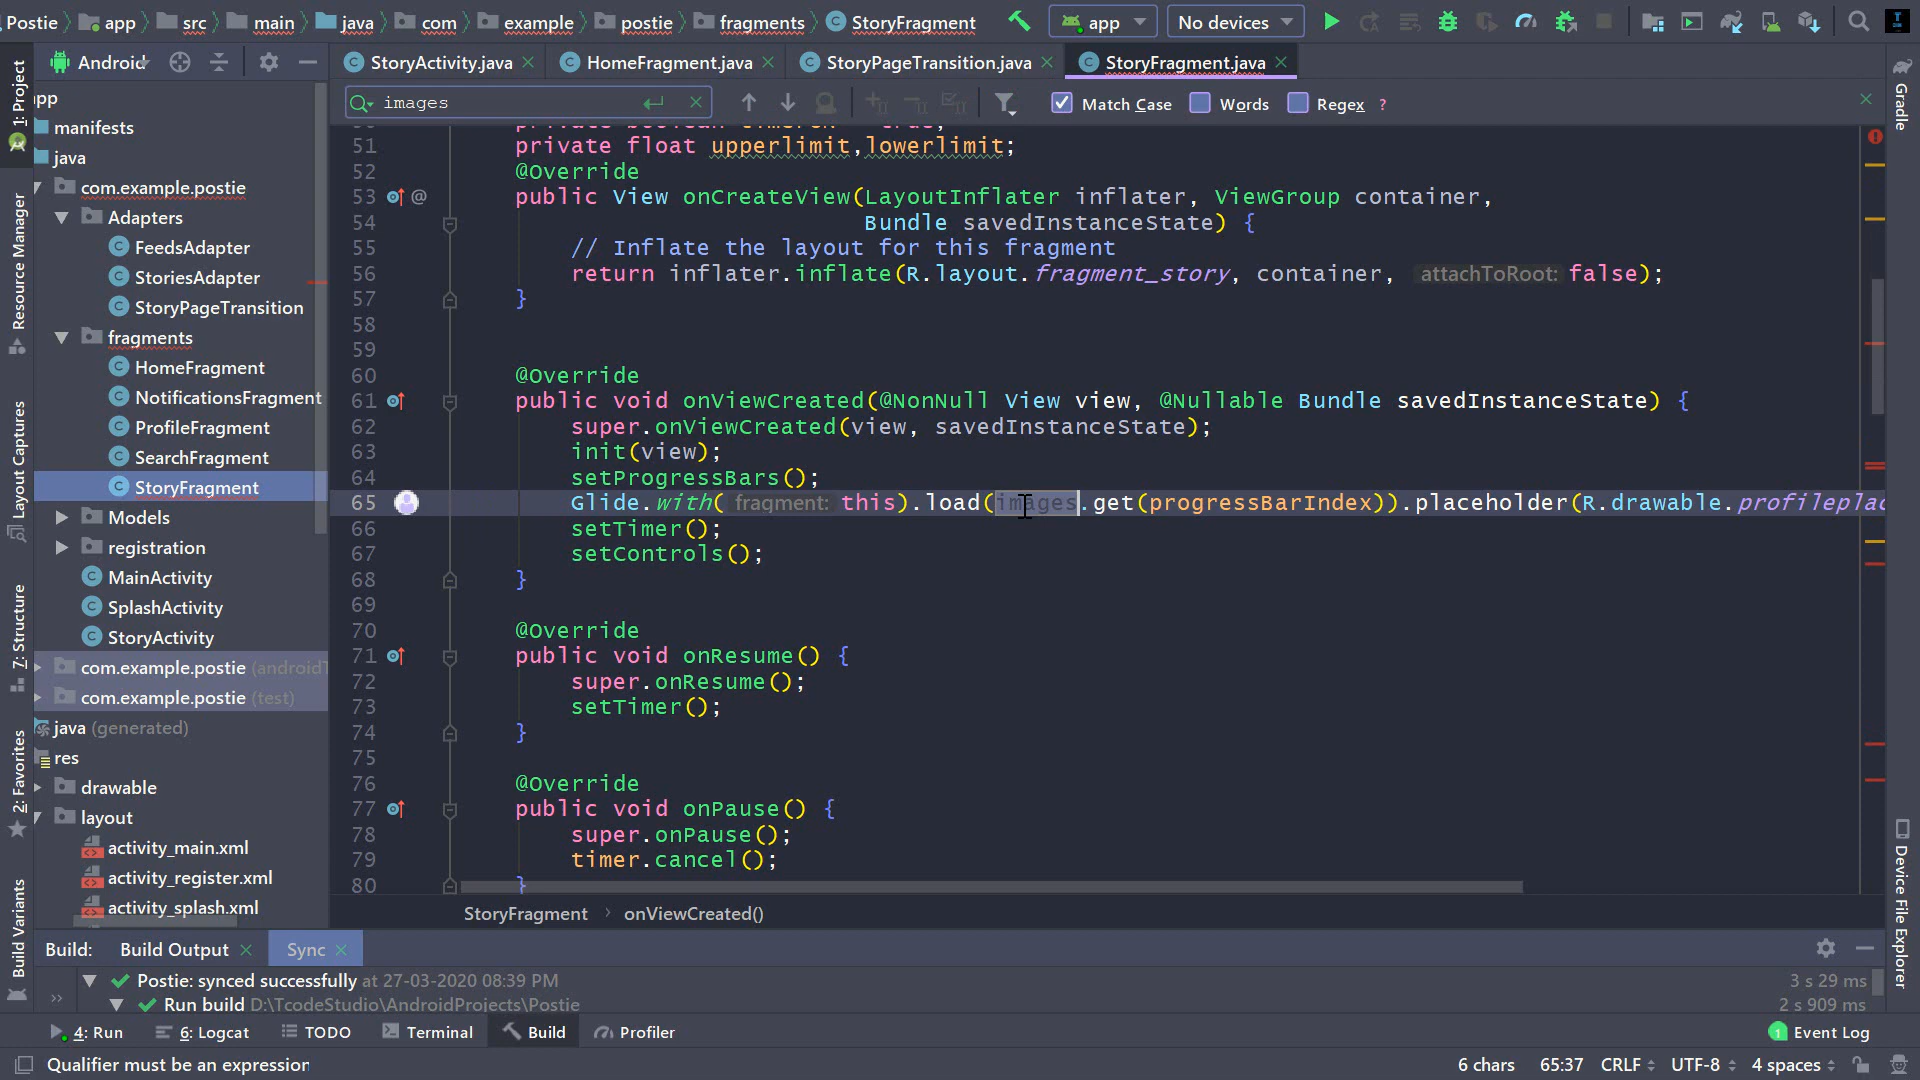 Postie app src main java com example postie fragments StoryFragment app No devices
Android StoryActivity.java HomeFragment.java StoryPageTransition.java StoryFragment.java
images Match Case Words Regex ?
app
manifests
java
com.example.postie
Adapters
FeedsAdapter
StoriesAdapter
StoryPageTransition
fragments
HomeFragment
NotificationsFragment
ProfileFragment
SearchFragment
StoryFragment
Models
registration
MainActivity
SplashActivity
StoryActivity
com.example.postie (androidT
com.example.postie (test)
java (generated)
res
drawable
layout
activity_main.xml
activity_register.xml
activity_splash.xml
1: Project
Resource Manager
Layout Captures
7: Structure
2: Favorites
Build Variants
51 private float upperlimit,lowerlimit;
52 @Override
53 @ public View onCreateView(LayoutInflater inflater, ViewGroup container,
54 Bundle savedInstanceState) {
55 // Inflate the layout for this fragment
56 return inflater.inflate(R.layout.fragment_story, container, attachToRoot: false);
57 }
58
59
60 @Override
61 public void onViewCreated(@NonNull View view, @Nullable Bundle savedInstanceState) {
62 super.onViewCreated(view, savedInstanceState);
63 init(view);
64 setProgressBars();
65 Glide.with( fragment: this).load(images.get(progressBarIndex)).placeholder(R.drawable.profileplac
66 setTimer();
67 setControls();
68 }
69
70 @Override
71 public void onResume() {
72 super.onResume();
73 setTimer();
74 }
75
76 @Override
77 public void onPause() {
78 super.onPause();
79 timer.cancel();
80 }
StoryFragment › onViewCreated()
Gradle
Device File Explorer
Build: Build Output Sync
Postie: synced successfully at 27-03-2020 08:39 PM 3 s 29 ms
Run build D:\TcodeStudio\AndroidProjects\Postie 2 s 909 ms
4: Run 6: Logcat TODO Terminal Build Profiler 1 Event Log
Qualifier must be an expression 6 chars 65:37 CRLF UTF-8 4 spaces